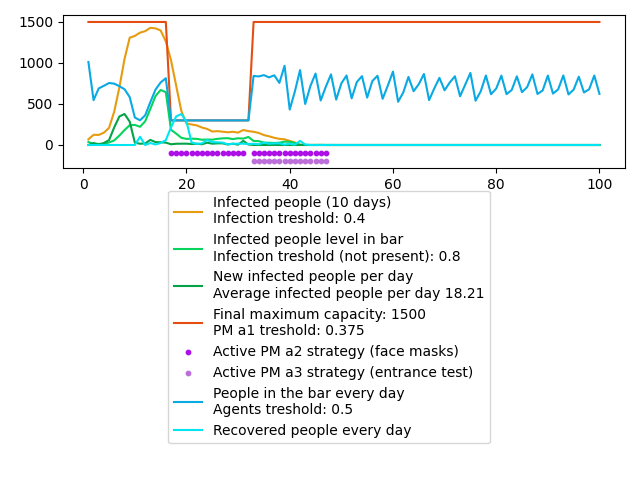 1500
1000
500
0
0 20 40 60 80 100
Infected people (10 days)
Infection treshold: 0.4
Infected people level in bar
Infection treshold (not present): 0.8
New infected people per day
Average infected people per day 18.21
Final maximum capacity: 1500
PM a1 treshold: 0.375
Active PM a2 strategy (face masks)
Active PM a3 strategy (entrance test)
People in the bar every day
Agents treshold: 0.5
Recovered people every day